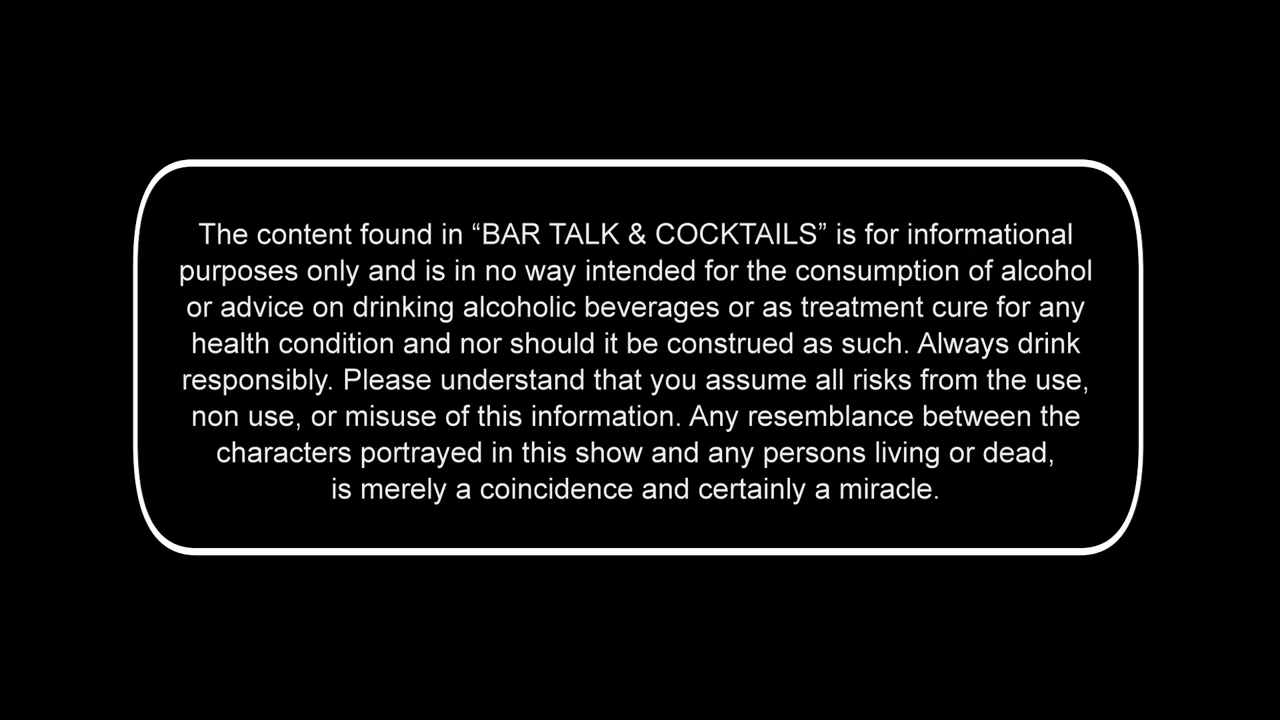 The content found in “BAR TALK & COCKTAILS” is for informational
purposes only and is in no way intended for the consumption of alcohol
or advice on drinking alcoholic beverages or as treatment cure for any
health condition and nor should it be construed as such. Always drink
responsibly. Please understand that you assume all risks from the use,
non use, or misuse of this information. Any resemblance between the
characters portrayed in this show and any persons living or dead,
is merely a coincidence and certainly a miracle.